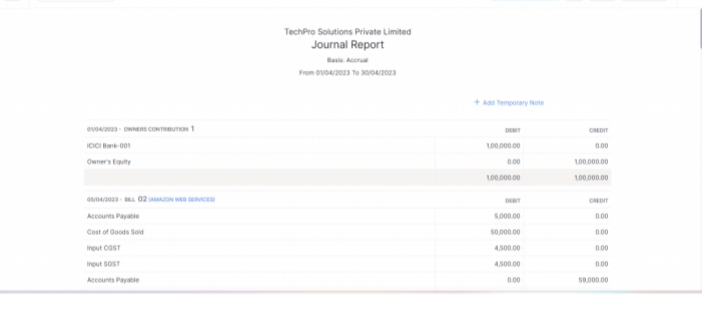 TechPro Solutions Private Limited
Journal Report
Basis: Accrual
From 01/04/2023 To 30/04/2023
+ Add Temporary Note
01/04/2023 - OWNERS CONTRIBUTION 1 DEBIT CREDIT
ICICI Bank-001 1,00,000.00 0.00
Owner's Equity 0.00 1,00,000.00
1,00,000.00 1,00,000.00
05/04/2023 - BILL 02 (AMAZON WEB SERVICES) DEBIT CREDIT
Accounts Payable 5,000.00 0.00
Cost of Goods Sold 50,000.00 0.00
Input CGST 4,500.00 0.00
Input SGST 4,500.00 0.00
Accounts Payable 0.00 59,000.00